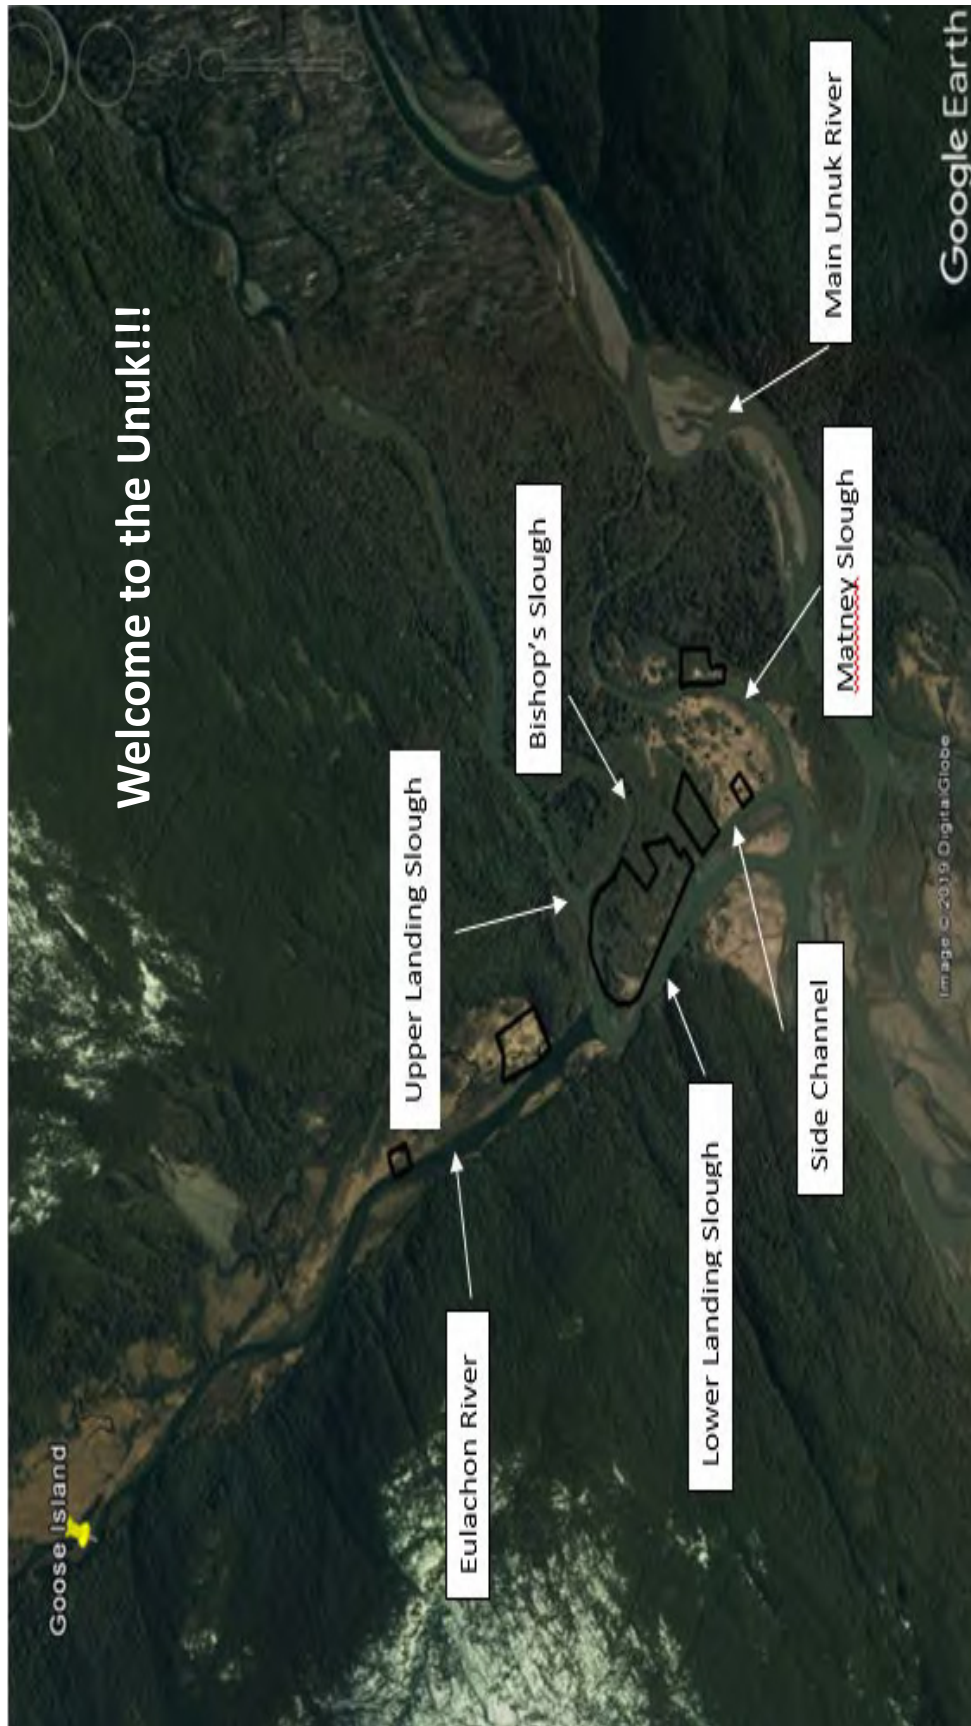 Welcome to the Unuk!!!
Goose Island
Upper Landing Slough
Bishop's Slough
Main Unuk River
Eulachon River
Lower Landing Slough
Side Channel
Matney Slough
Image © 2019 DigitalGlobe
Google Earth